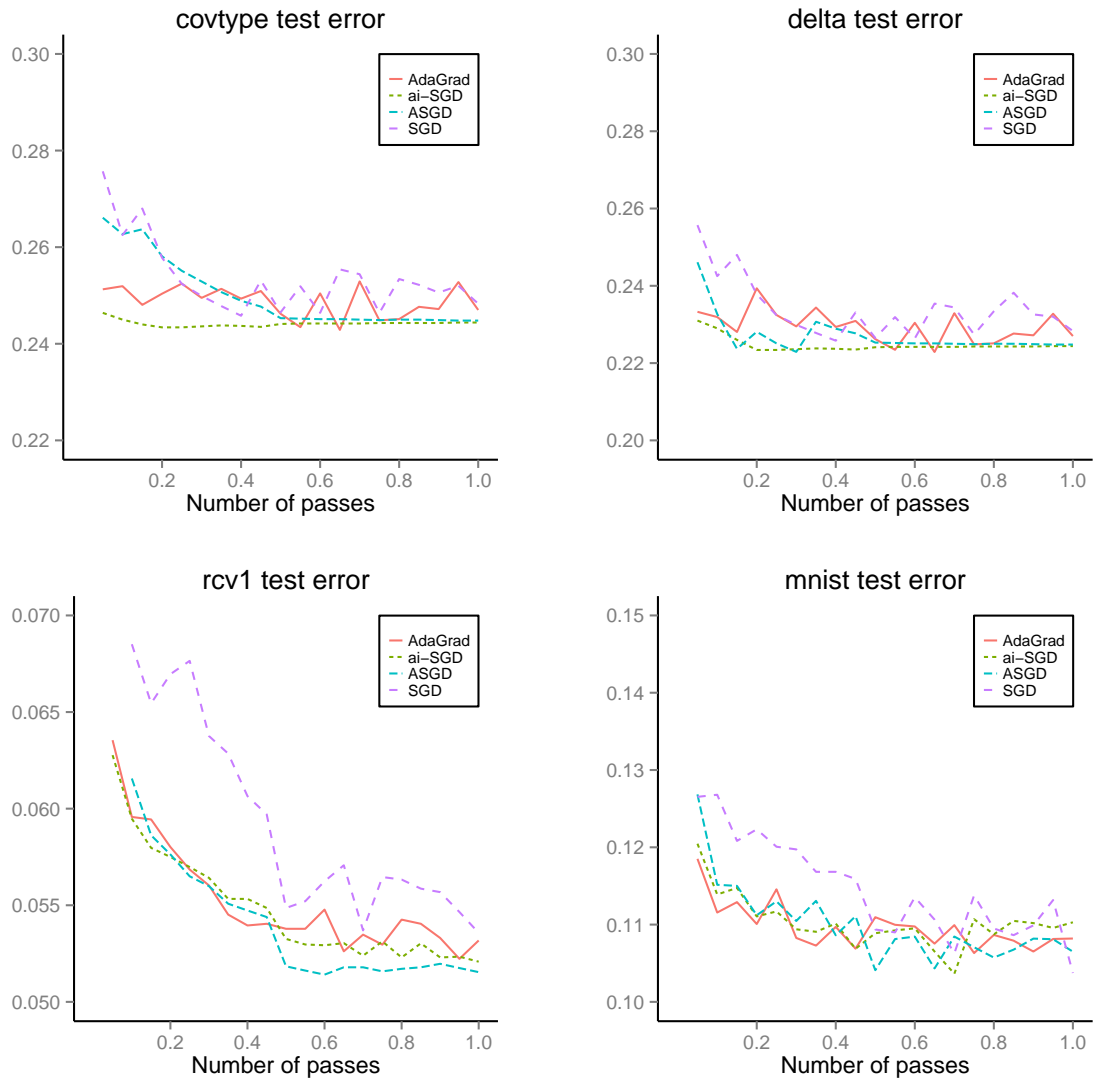 covtype test error
0.30
0.28
0.26
0.24
0.22
AdaGrad
ai−SGD
ASGD
SGD
0.2 0.4 0.6 0.8 1.0
Number of passes
delta test error
0.30
0.28
0.26
0.24
0.22
0.20
AdaGrad
ai−SGD
ASGD
SGD
0.2 0.4 0.6 0.8 1.0
Number of passes
rcv1 test error
0.070
0.065
0.060
0.055
0.050
AdaGrad
ai−SGD
ASGD
SGD
0.2 0.4 0.6 0.8 1.0
Number of passes
mnist test error
0.15
0.14
0.13
0.12
0.11
0.10
AdaGrad
ai−SGD
ASGD
SGD
0.2 0.4 0.6 0.8 1.0
Number of passes